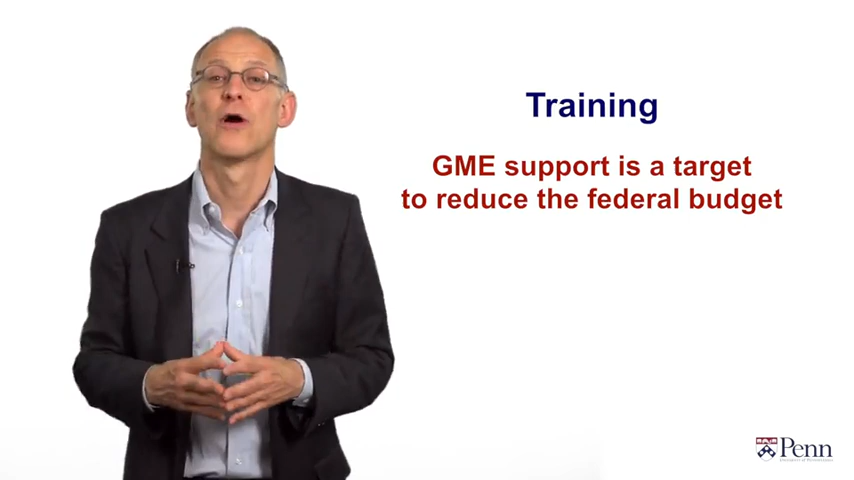 Training
GME support is a target
to reduce the federal budget
Penn